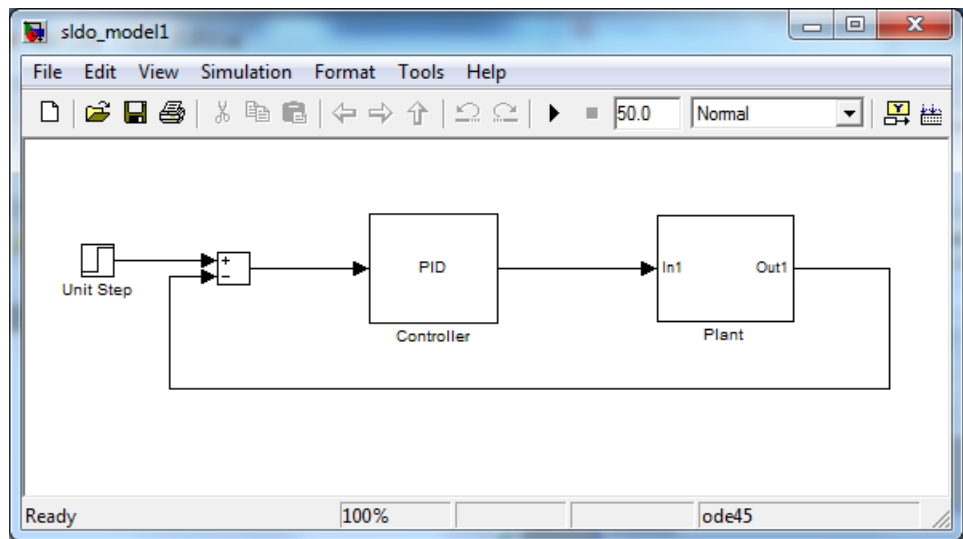 sldo_model1
File Edit View Simulation Format Tools Help
50.0 Normal
+
−
Unit Step
PID
Controller
In1 Out1
Plant
Ready 100% ode45